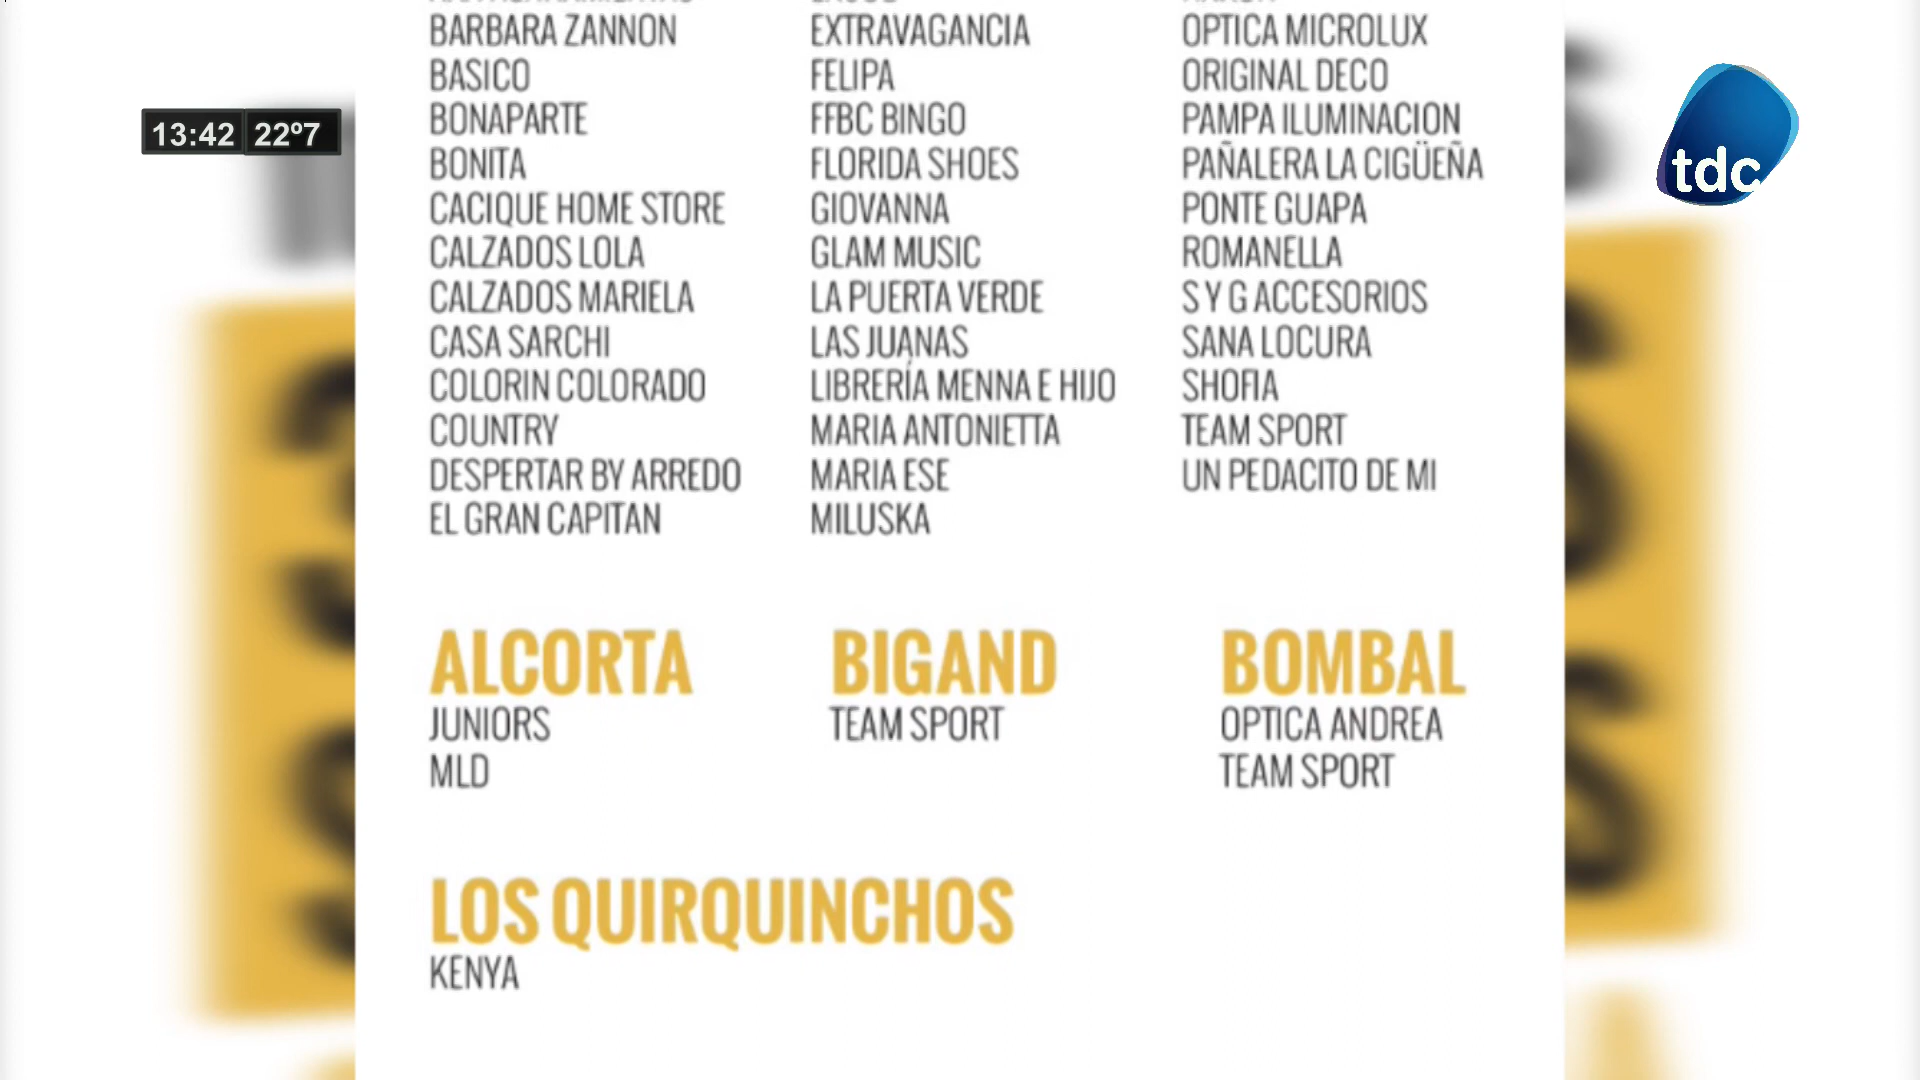 BARBARA ZANNON
BASICO
BONAPARTE
BONITA
CACIQUE HOME STORE
CALZADOS LOLA
CALZADOS MARIELA
CASA SARCHI
COLORIN COLORADO
COUNTRY
DESPERTAR BY ARREDO
EL GRAN CAPITAN
EXTRAVAGANCIA
FELIPA
FFBC BINGO
FLORIDA SHOES
GIOVANNA
GLAM MUSIC
LA PUERTA VERDE
LAS JUANAS
LIBRERÍA MENNA E HIJO
MARIA ANTONIETTA
MARIA ESE
MILUSKA
OPTICA MICROLUX
ORIGINAL DECO
PAMPA ILUMINACION
PAÑALERA LA CIGÜEÑA
PONTE GUAPA
ROMANELLA
S Y G ACCESORIOS
SANA LOCURA
SHOFIA
TEAM SPORT
UN PEDACITO DE MI
13:42 22º7
tdc
ALCORTA
JUNIORS
MLD
BIGAND
TEAM SPORT
BOMBAL
OPTICA ANDREA
TEAM SPORT
LOS QUIRQUINCHOS
KENYA